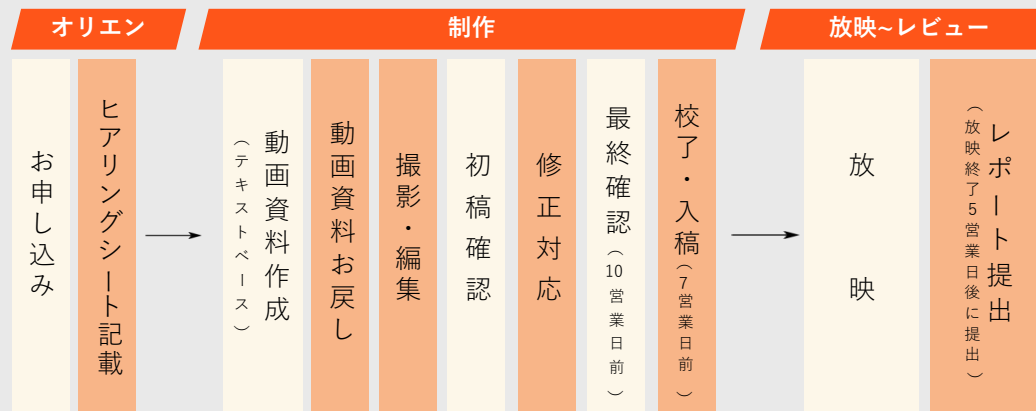 オリエン
制作
放映~レビュー
お申し込み
ヒアリングシート記載
動画資料作成
（テキストベース）
動画資料お戻し
撮影・編集
初稿確認
修正対応
最終確認（10営業日前）
校了・入稿（7営業日前）
放映
レポート提出
（放映終了5営業日後に提出）